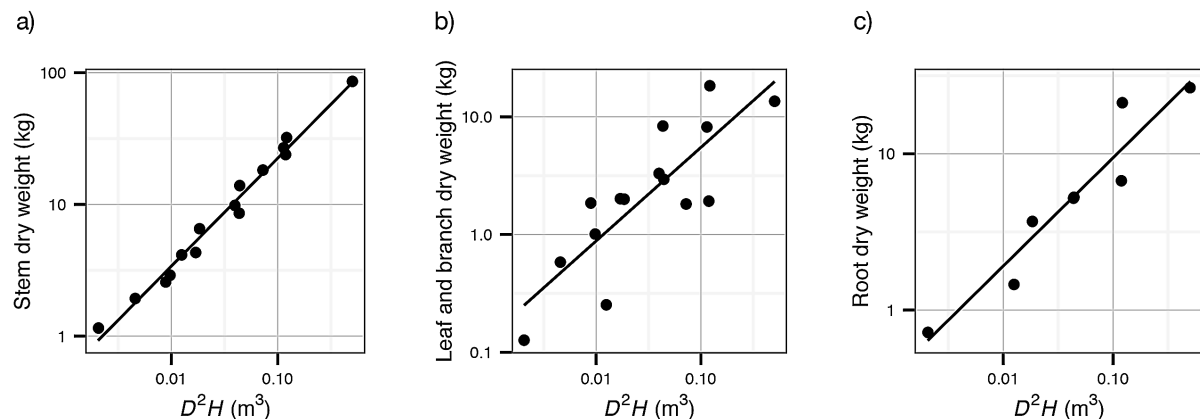 a)
Stem dry weight (kg)
100
10
1
0.01
0.10
D²H (m³)
b)
Leaf and branch dry weight (kg)
10.0
1.0
0.1
0.01
0.10
D²H (m³)
c)
Root dry weight (kg)
10
1
0.01
0.10
D²H (m³)